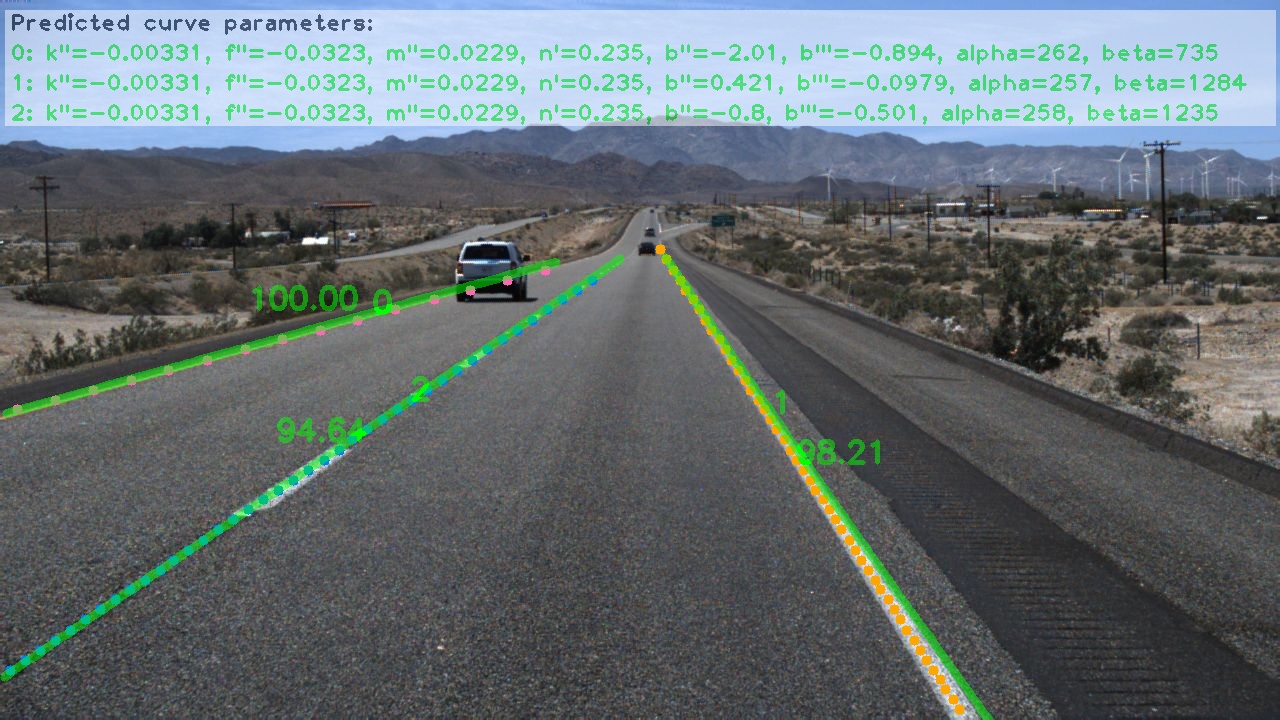 Predicted curve parameters:
0: k''=-0.00331, f''=-0.0323, m''=0.0229, n'=0.235, b''=-2.01, b'''=-0.894, alpha=262, beta=735
1: k''=-0.00331, f''=-0.0323, m''=0.0229, n'=0.235, b''=0.421, b'''=-0.0979, alpha=257, beta=1284
2: k''=-0.00331, f''=-0.0323, m''=0.0229, n'=0.235, b''=-0.8, b'''=-0.501, alpha=258, beta=1235
100.00 0
2
1
94.64
98.21